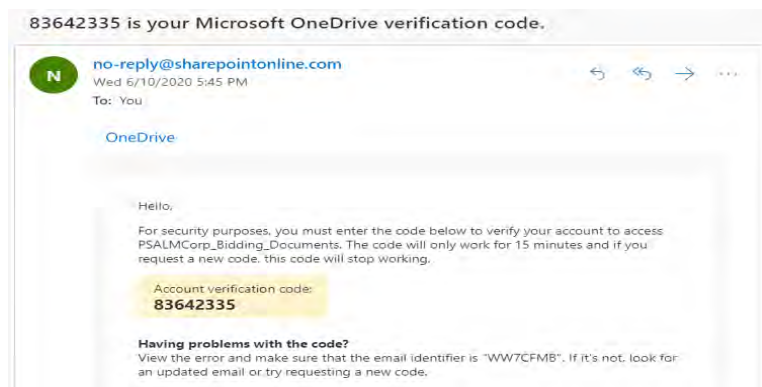 83642335 is your Microsoft OneDrive verification code.
N
no-reply@sharepointonline.com
Wed 6/10/2020 5:45 PM
To: You
OneDrive
Hello,
For security purposes, you must enter the code below to verify your account to access
PSALMCorp_Bidding_Documents. The code will only work for 15 minutes and if you
request a new code, this code will stop working.
Account verification code:
83642335
Having problems with the code?
View the error and make sure that the email identifier is "WW7CFMB". If it's not, look for
an updated email or try requesting a new code.